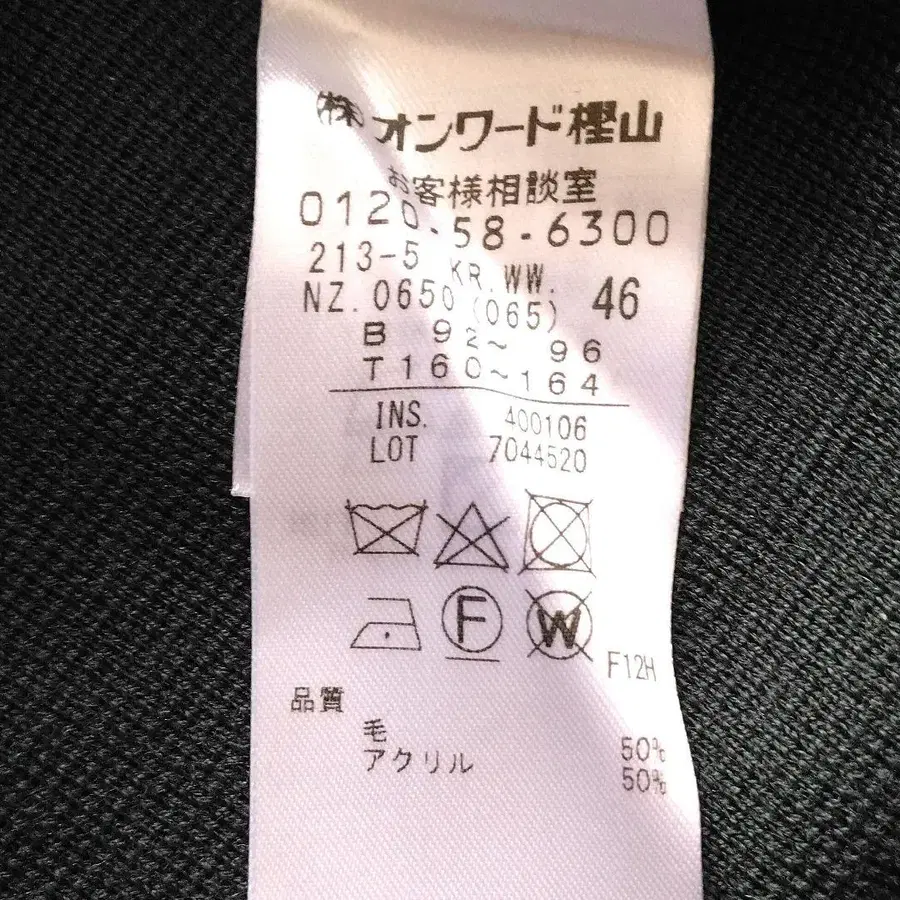 ㈱オンワード樫山
お客様相談室
0120-58-6300
213-5 KR.WW.
NZ.0650(065) 46
B 92～96
T160～164
INS. 400106
LOT 7044520
F
W
F12H
品質
毛 50%
アクリル 50%